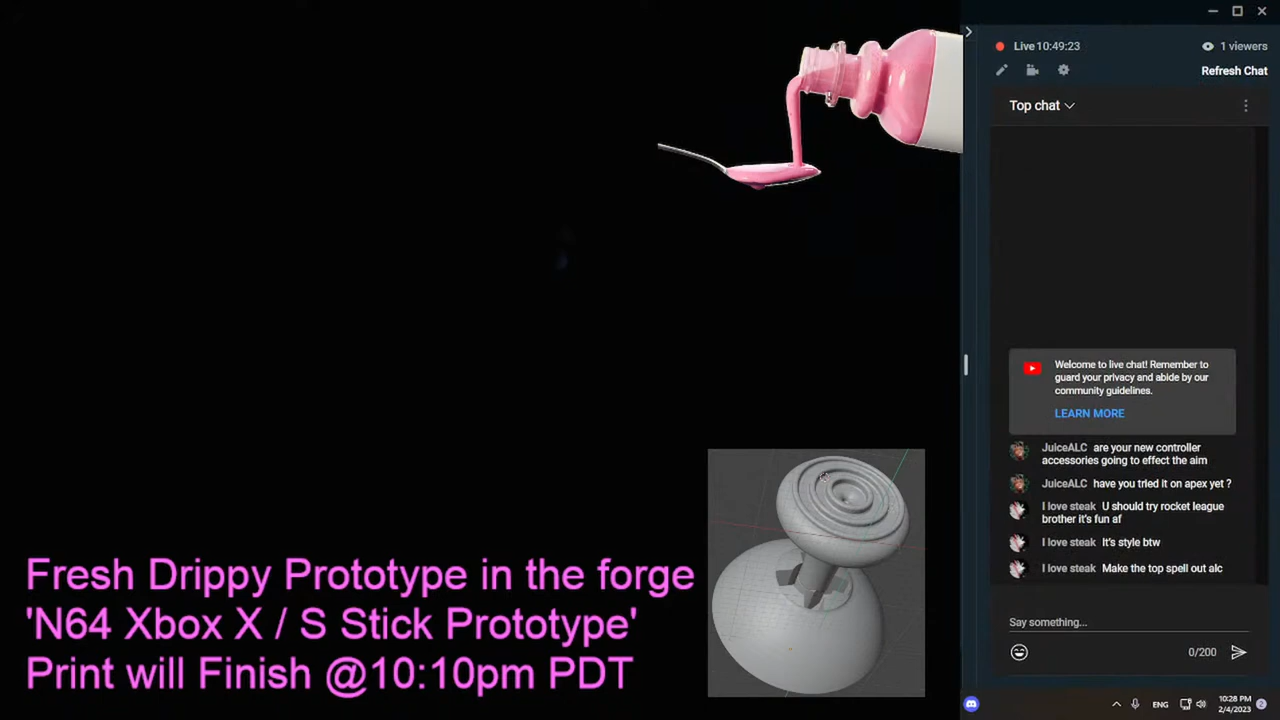 Live 10:49:23
1 viewers
Refresh Chat
Top chat
Welcome to live chat! Remember to
guard your privacy and abide by our
community guidelines.
LEARN MORE
JuiceALC are your new controller
accessories going to effect the aim
JuiceALC have you tried it on apex yet ?
I love steak U should try rocket league
brother it's fun af
I love steak It's style btw
I love steak Make the top spell out alc
Fresh Drippy Prototype in the forge
'N64 Xbox X / S Stick Prototype'
Print will Finish @10:10pm PDT
Say something...
0/200
ENG
10:28 PM
2/4/2023
2